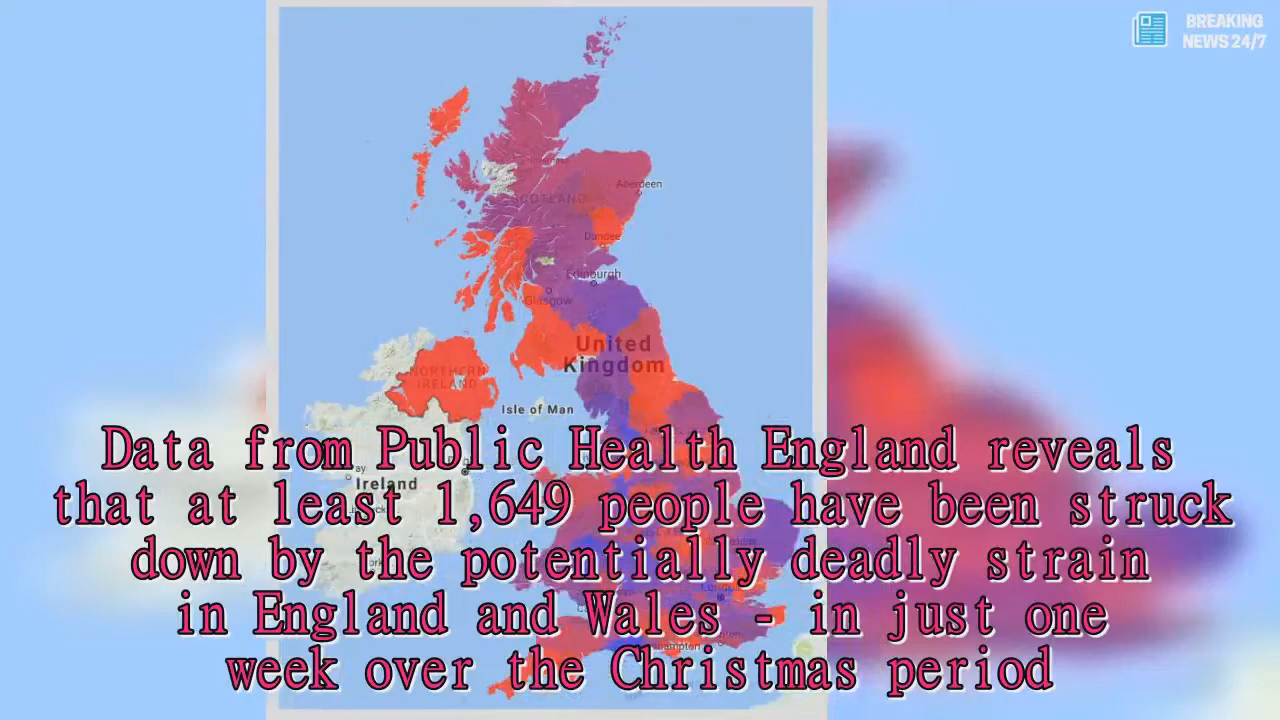 BREAKING
NEWS 24/7
Aberdeen
SCOTLAND
Dundee
Edinburgh
Glasgow
United
Kingdom
NORTHERN
IRELAND
Isle of Man
Ireland
Data from Public Health England reveals
that at least 1,649 people have been struck
down by the potentially deadly strain
in England and Wales - in just one
week over the Christmas period